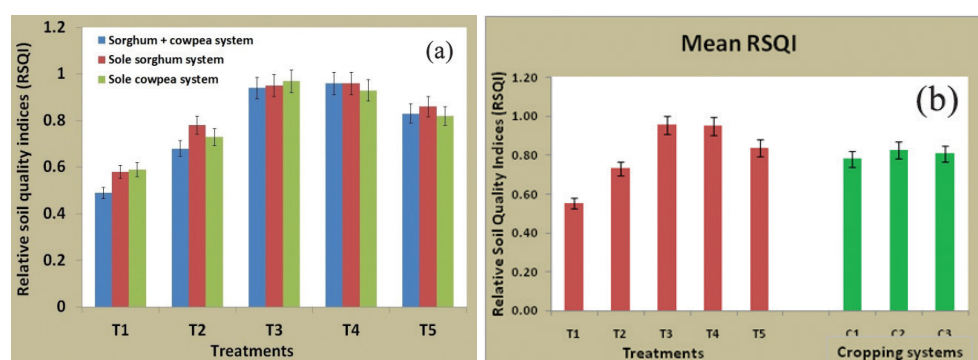 (a)
Sorghum + cowpea system
Sole sorghum system
Sole cowpea system
Relative soil quality indices (RSQI)
1.2
1
0.8
0.6
0.4
0.2
0
T1 T2 T3 T4 T5
Treatments
Mean RSQI
(b)
Relative Soil Quality Indices (RSQI)
1.20
1.00
0.80
0.60
0.40
0.20
0.00
T1 T2 T3 T4 T5 C1 C2 C3
Treatments Cropping systems